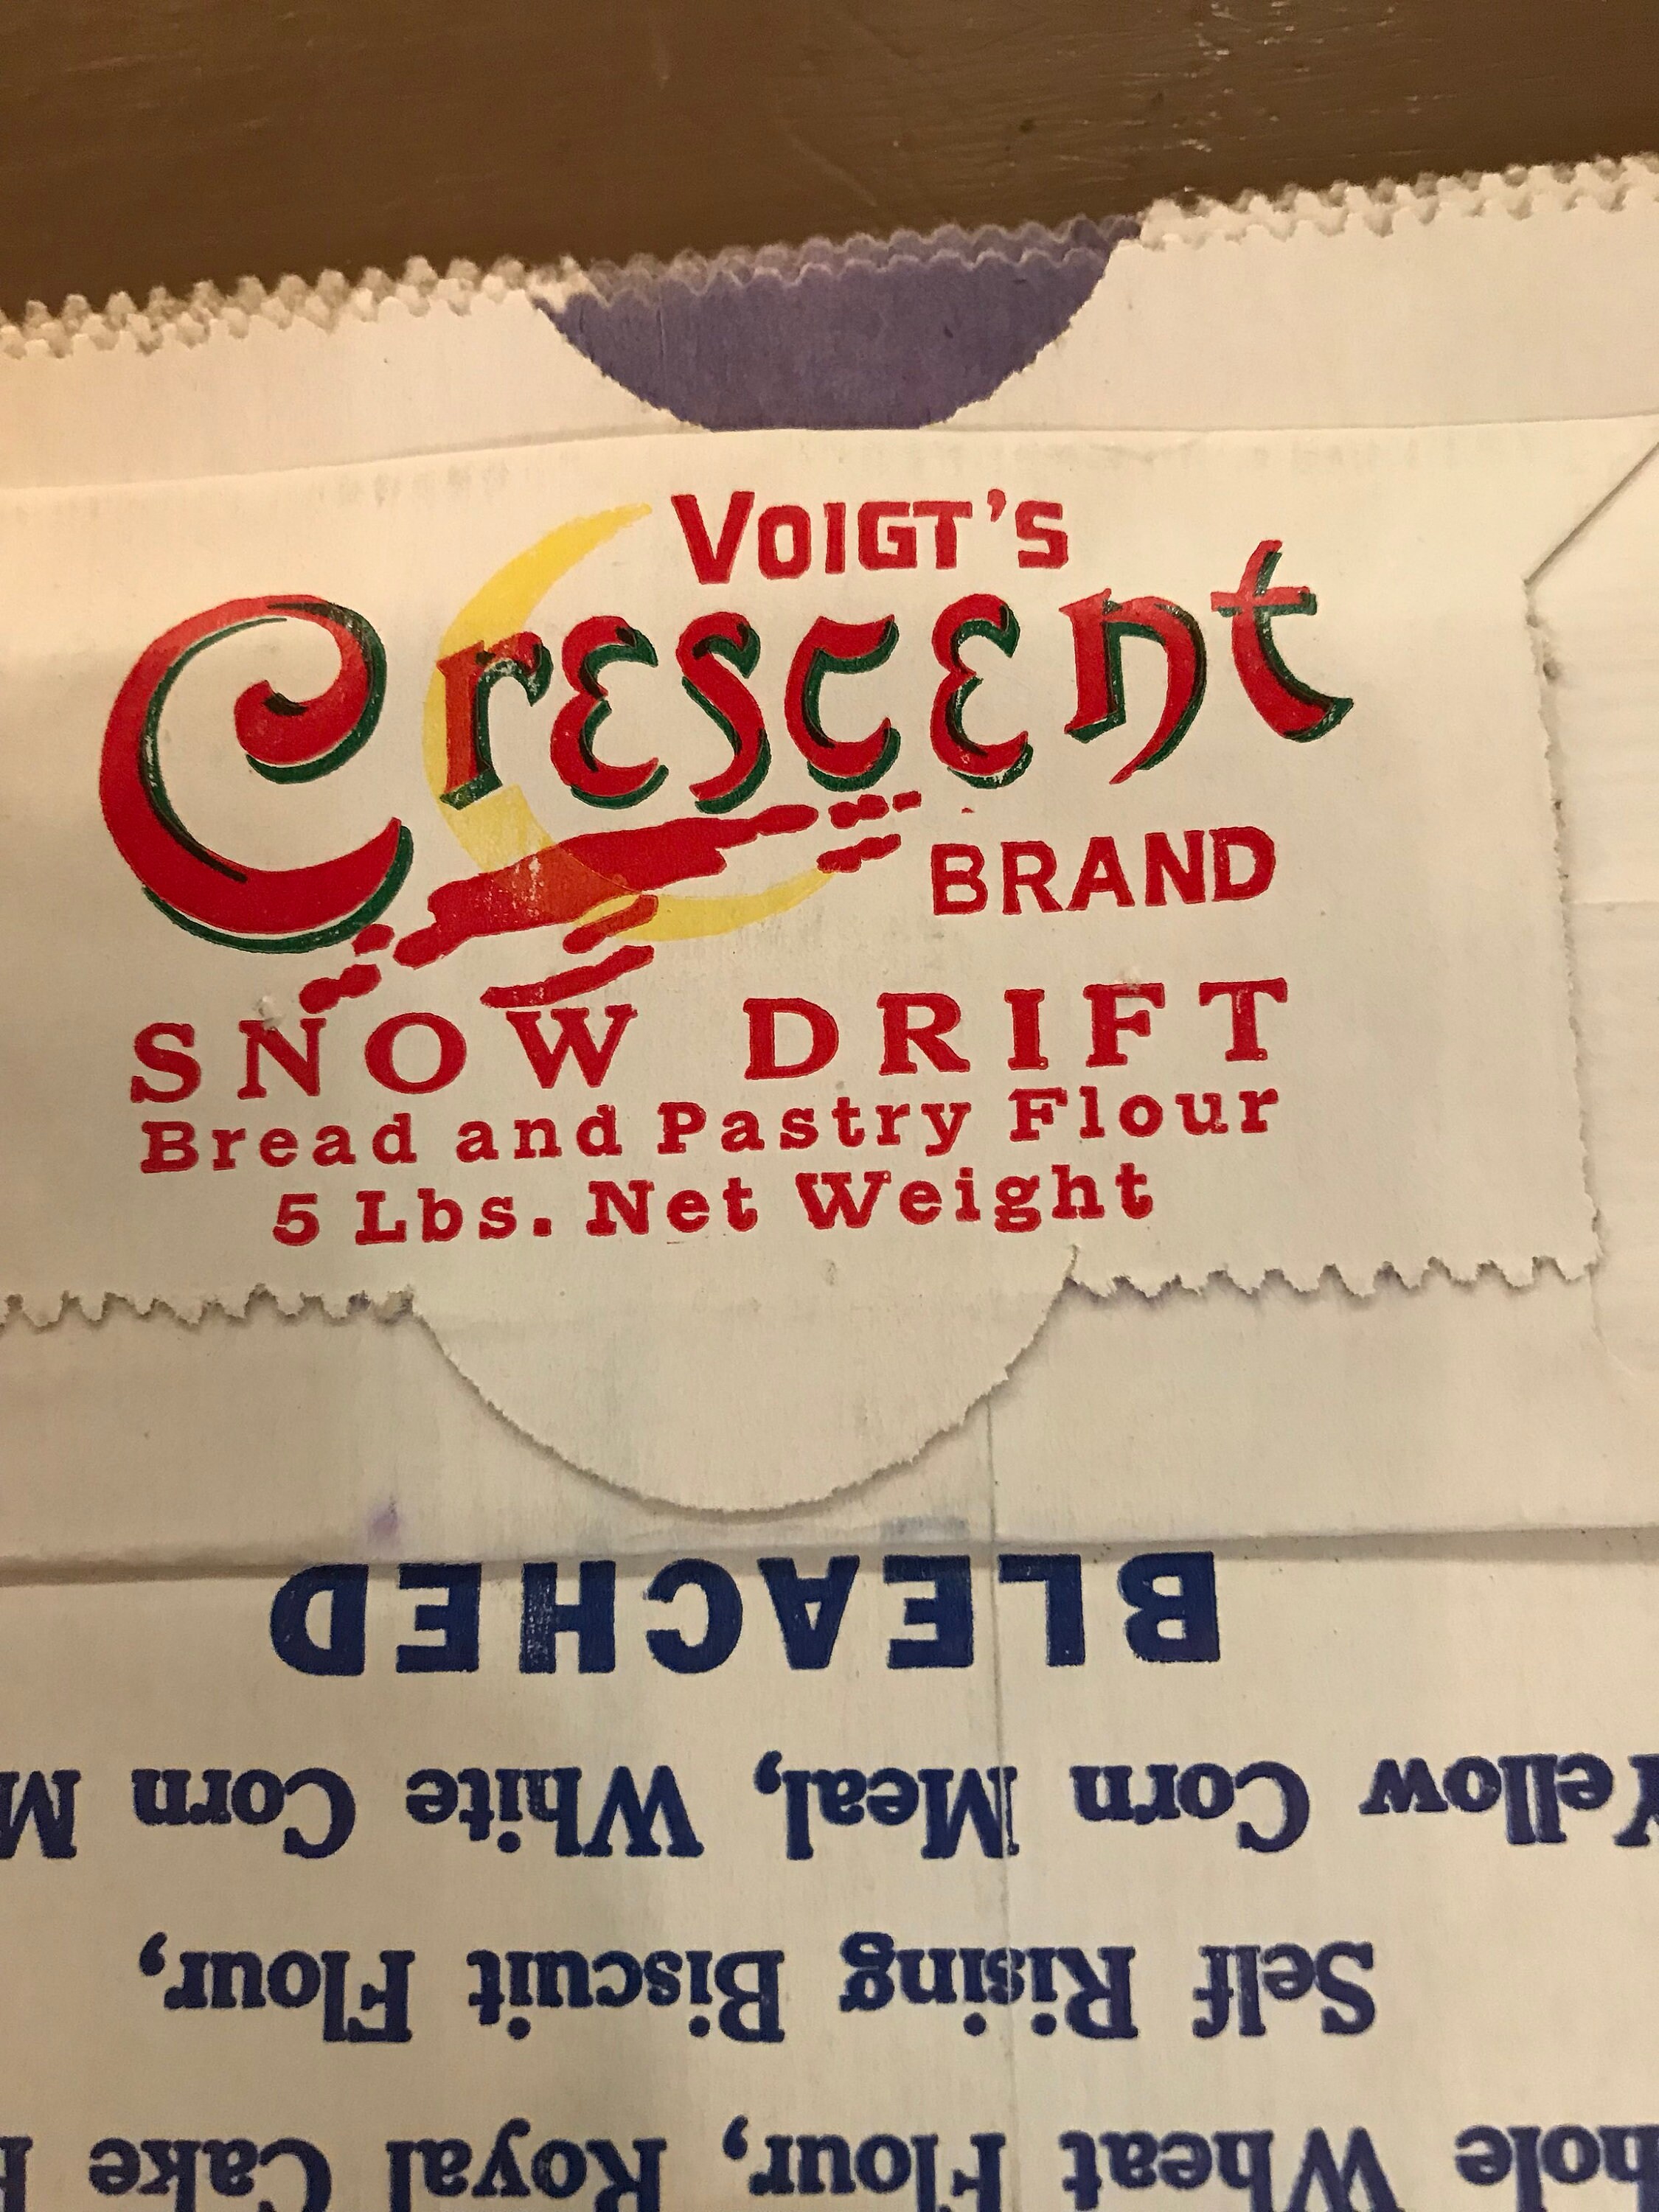 VOIGT'S
Crescent
BRAND
SNOW DRIFT
Bread and Pastry Flour
5 Lbs. Net Weight
BLEACHED
Yellow Corn Meal, White Corn
Self Rising Biscuit Flour,
Wheat Flour, Royal Cake